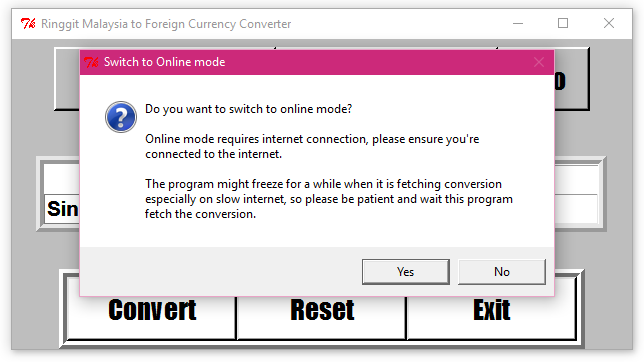 Ringgit Malaysia to Foreign Currency Converter
Switch to Online mode
Do you want to switch to online mode?
Online mode requires internet connection, please ensure you're
connected to the internet.
The program might freeze for a while when it is fetching conversion
especially on slow internet, so please be patient and wait this program
fetch the conversion.
Yes No
Convert Reset Exit